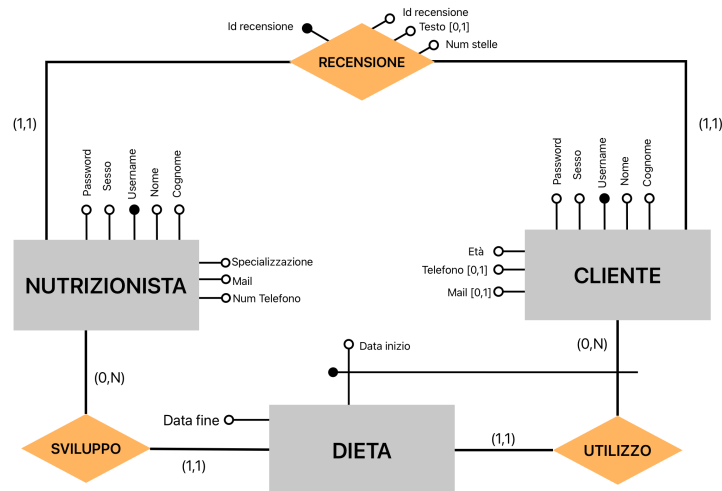 Id recensione
Id recensione
Testo [0,1]
Num stelle
RECENSIONE
(1,1)
(1,1)
Password
Sesso
Username
Nome
Cognome
Password
Sesso
Username
Nome
Cognome
NUTRIZIONISTA
Specializzazione
Mail
Num Telefono
Età
Telefono [0,1]
Mail [0,1]
CLIENTE
(0,N)
(0,N)
Data inizio
Data fine
SVILUPPO
(1,1)
DIETA
(1,1)
UTILIZZO